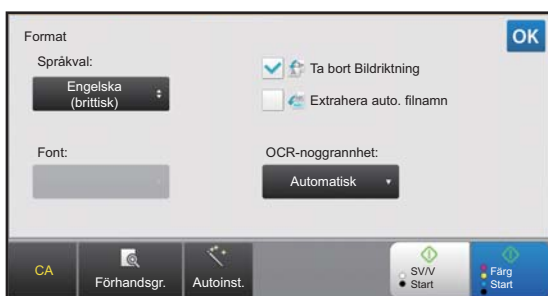 Format
OK
Språkval:
Engelska
(brittisk)
Ta bort Bildriktning
Extrahera auto. filnamn
Font:
OCR-noggrannhet:
Automatisk
CA
Förhandsgr.
Autoinst.
SV/V
Start
Färg
Start